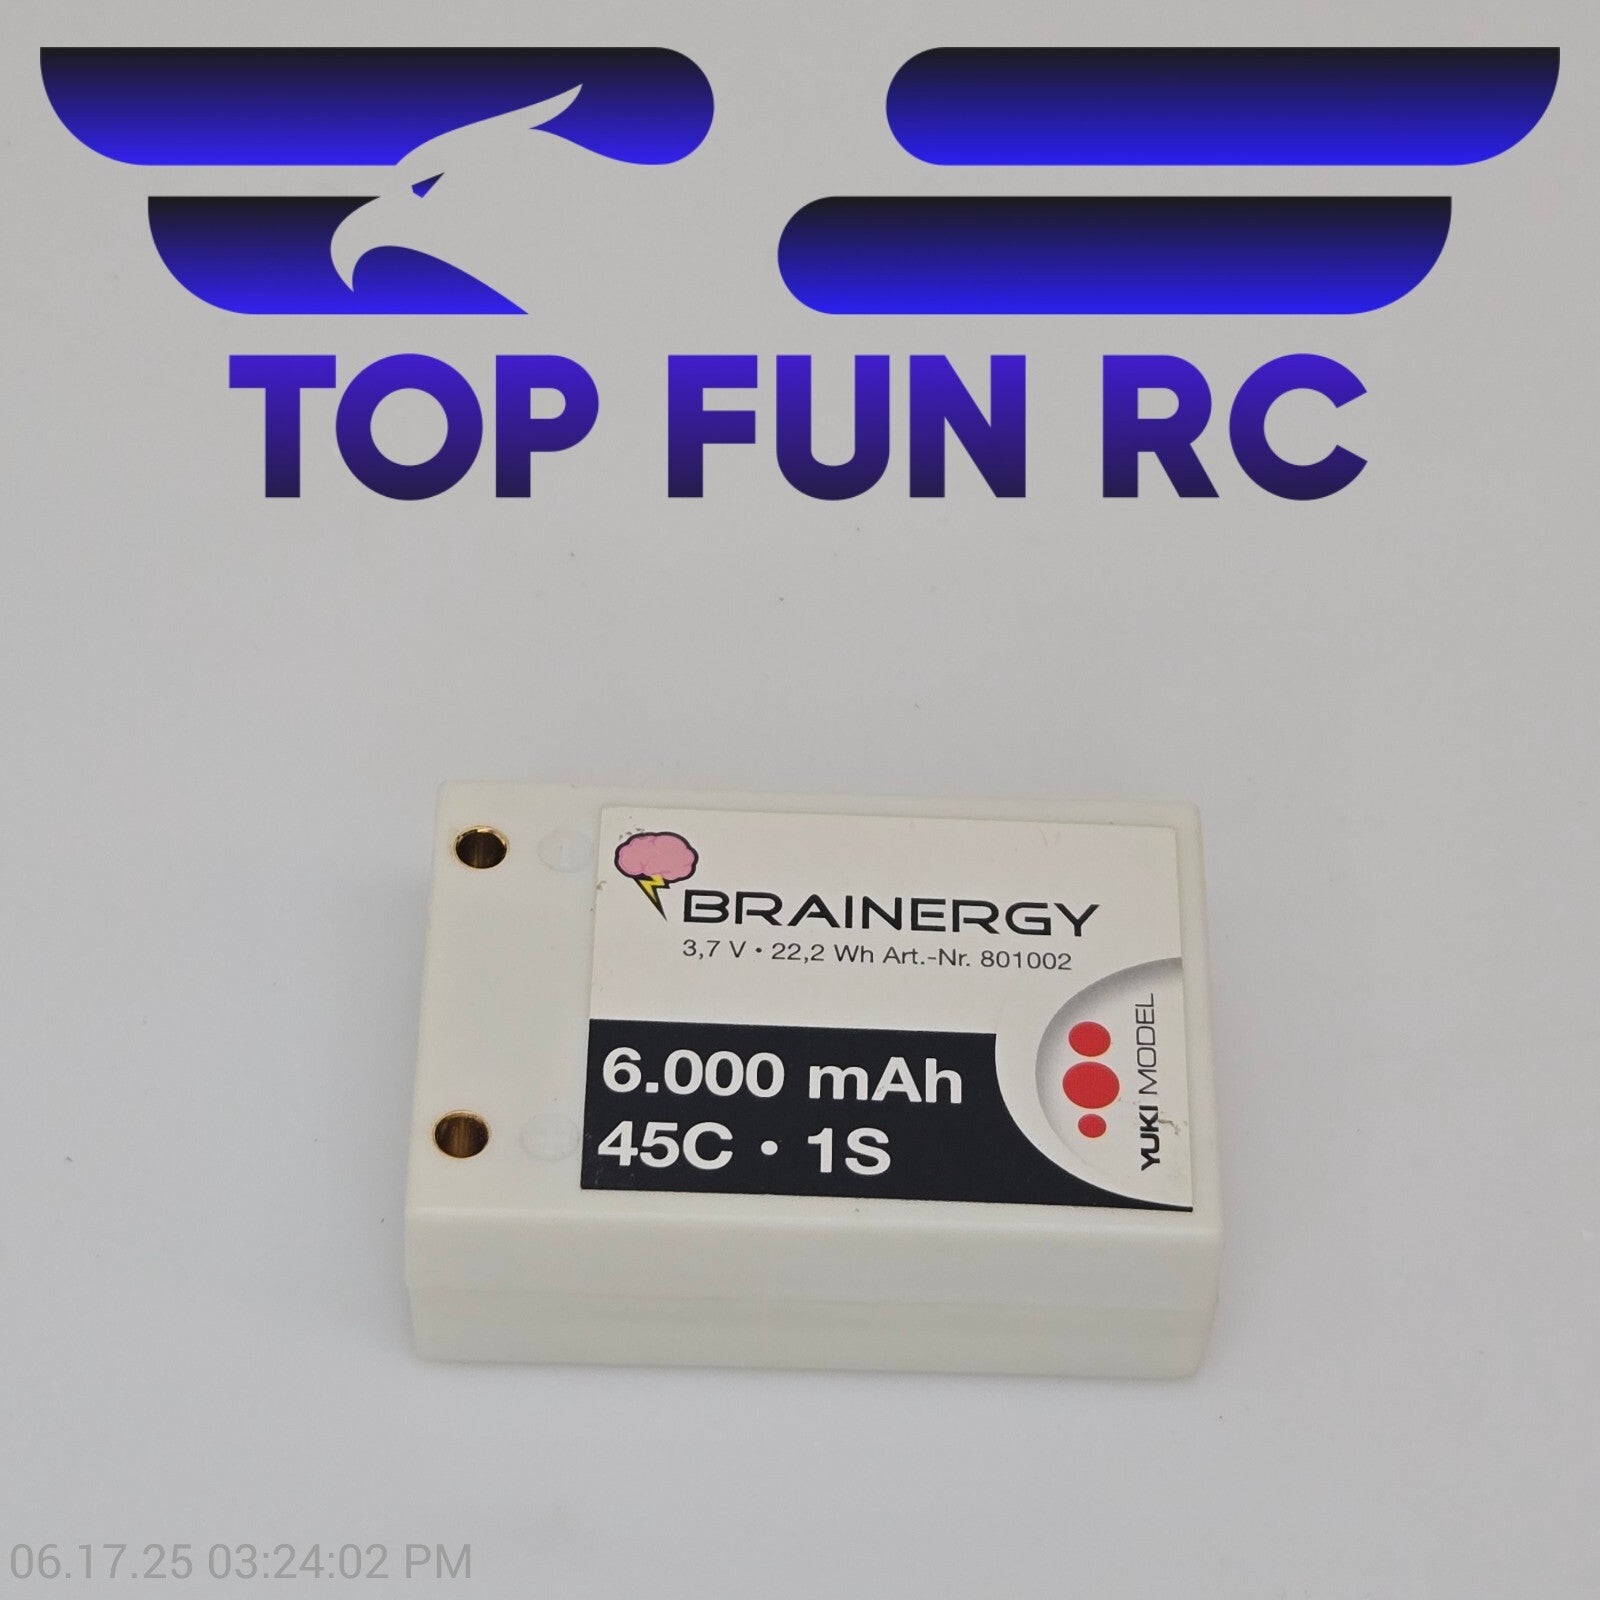 TOP FUN RC
BRAINERGY
3,7 V • 22,2 Wh Art.-Nr. 801002
6.000 mAh
45C • 1S
YUKI MODEL
06.17.25 03:24:02 PM